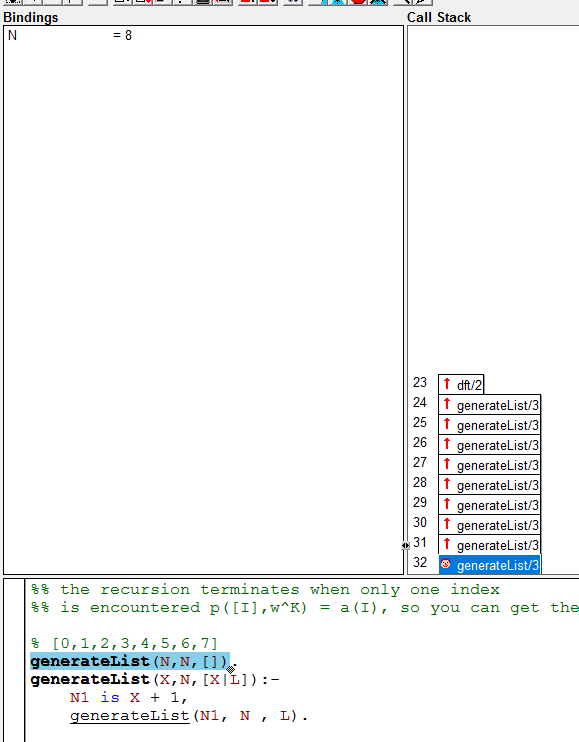 Bindings
Call Stack
N = 8
23 dft/2
24 generateList/3
25 generateList/3
26 generateList/3
27 generateList/3
28 generateList/3
29 generateList/3
30 generateList/3
31 generateList/3
32 generateList/3
%% the recursion terminates when only one index
%% is encountered p([I],w^K) = a(I), so you can get the
% [0,1,2,3,4,5,6,7]
generateList(N,N,[]).
generateList(X,N,[X|L]):-
N1 is X + 1,
generateList(N1, N , L).